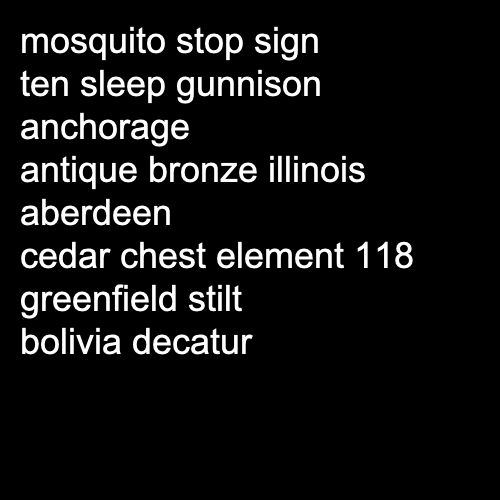 mosquito stop sign
ten sleep gunnison
anchorage
antique bronze illinois
aberdeen
cedar chest element 118
greenfield stilt
bolivia decatur